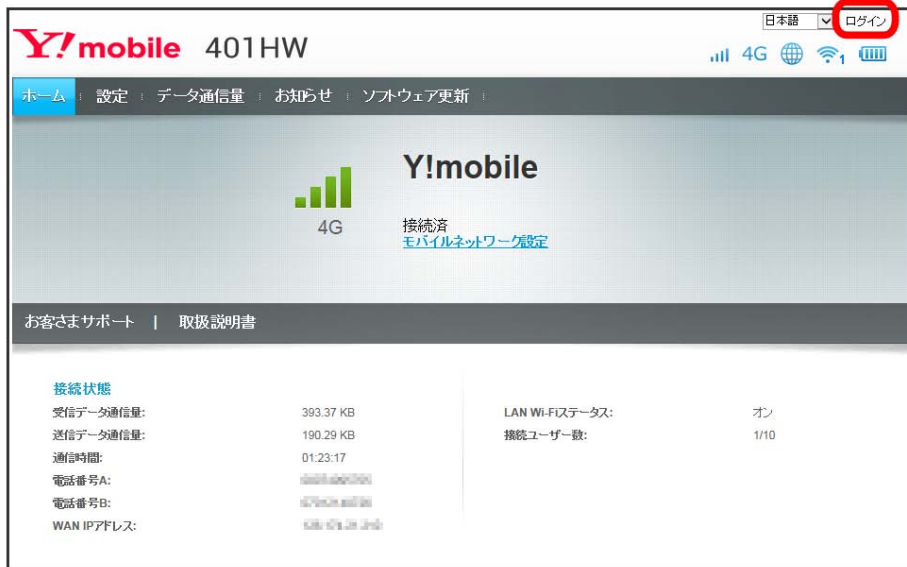 日本語 ログイン
Y!mobile 401HW
4G 1
ホーム 設定 データ通信量 お知らせ ソフトウェア更新
Y!mobile
4G
接続済
モバイルネットワーク設定
お客さまサポート | 取扱説明書
接続状態
受信データ通信量: 393.37 KB LAN Wi-Fiステータス: オン
送信データ通信量: 190.29 KB 接続ユーザー数: 1/10
通信時間: 01:23:17
電話番号A:
電話番号B:
WAN IPアドレス: